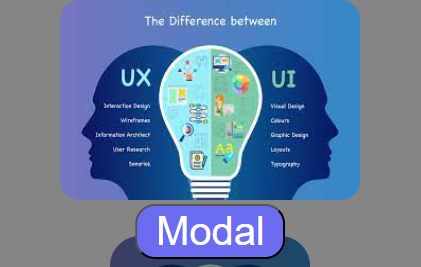 The Difference between
UX
Interaction Design
Wireframes
Information Architect
User Research
Senarios
UI
Visual Design
Colours
Graphic Design
Layouts
Typography
Aa
Modal